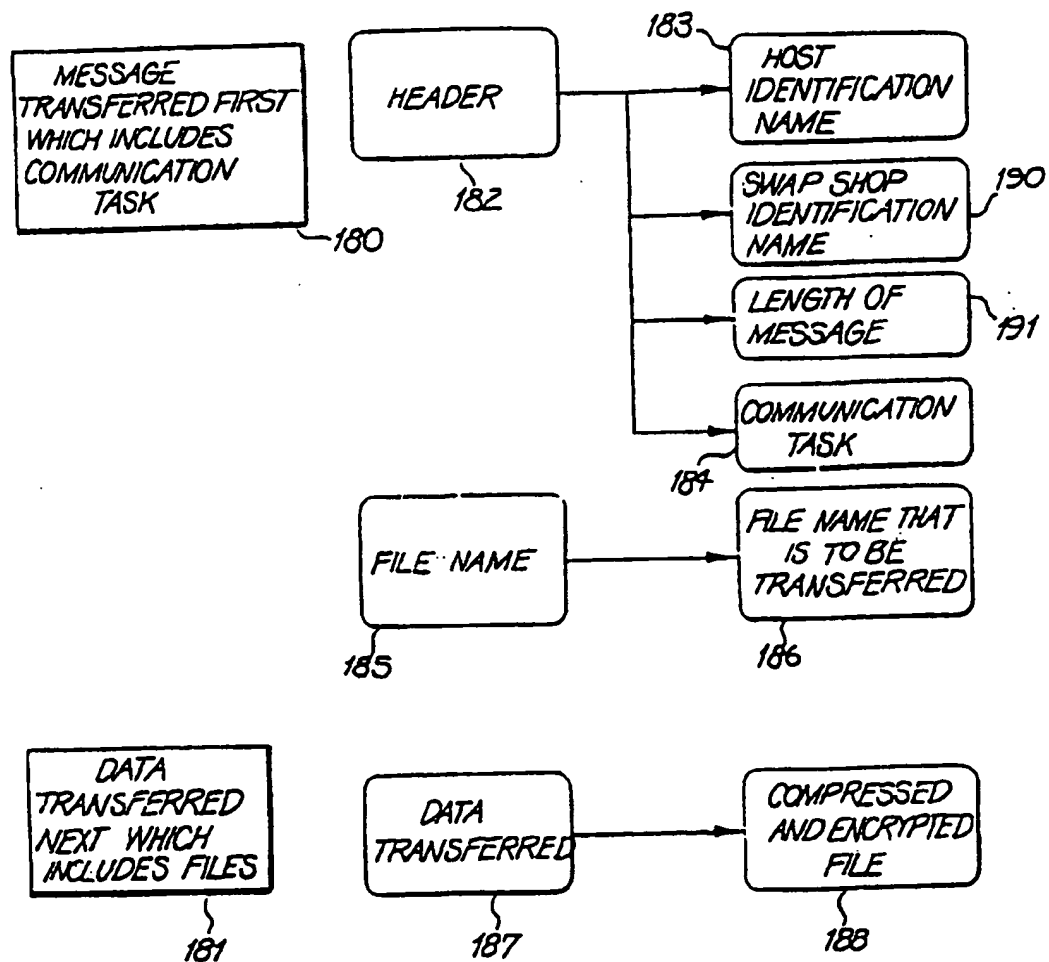 MESSAGE
TRANSFERRED FIRST
WHICH INCLUDES
COMMUNICATION
TASK
180
HEADER
182
183
HOST
IDENTIFICATION
NAME
SWAP SHOP
IDENTIFICATION
NAME
190
LENGTH OF
MESSAGE
191
COMMUNICATION
TASK
184
FILE NAME
185
FILE NAME THAT
IS TO BE
TRANSFERRED
186
DATA
TRANSFERRED
NEXT WHICH
INCLUDES FILES
181
DATA
TRANSFERRED
187
COMPRESSED
AND ENCRYPTED
FILE
188